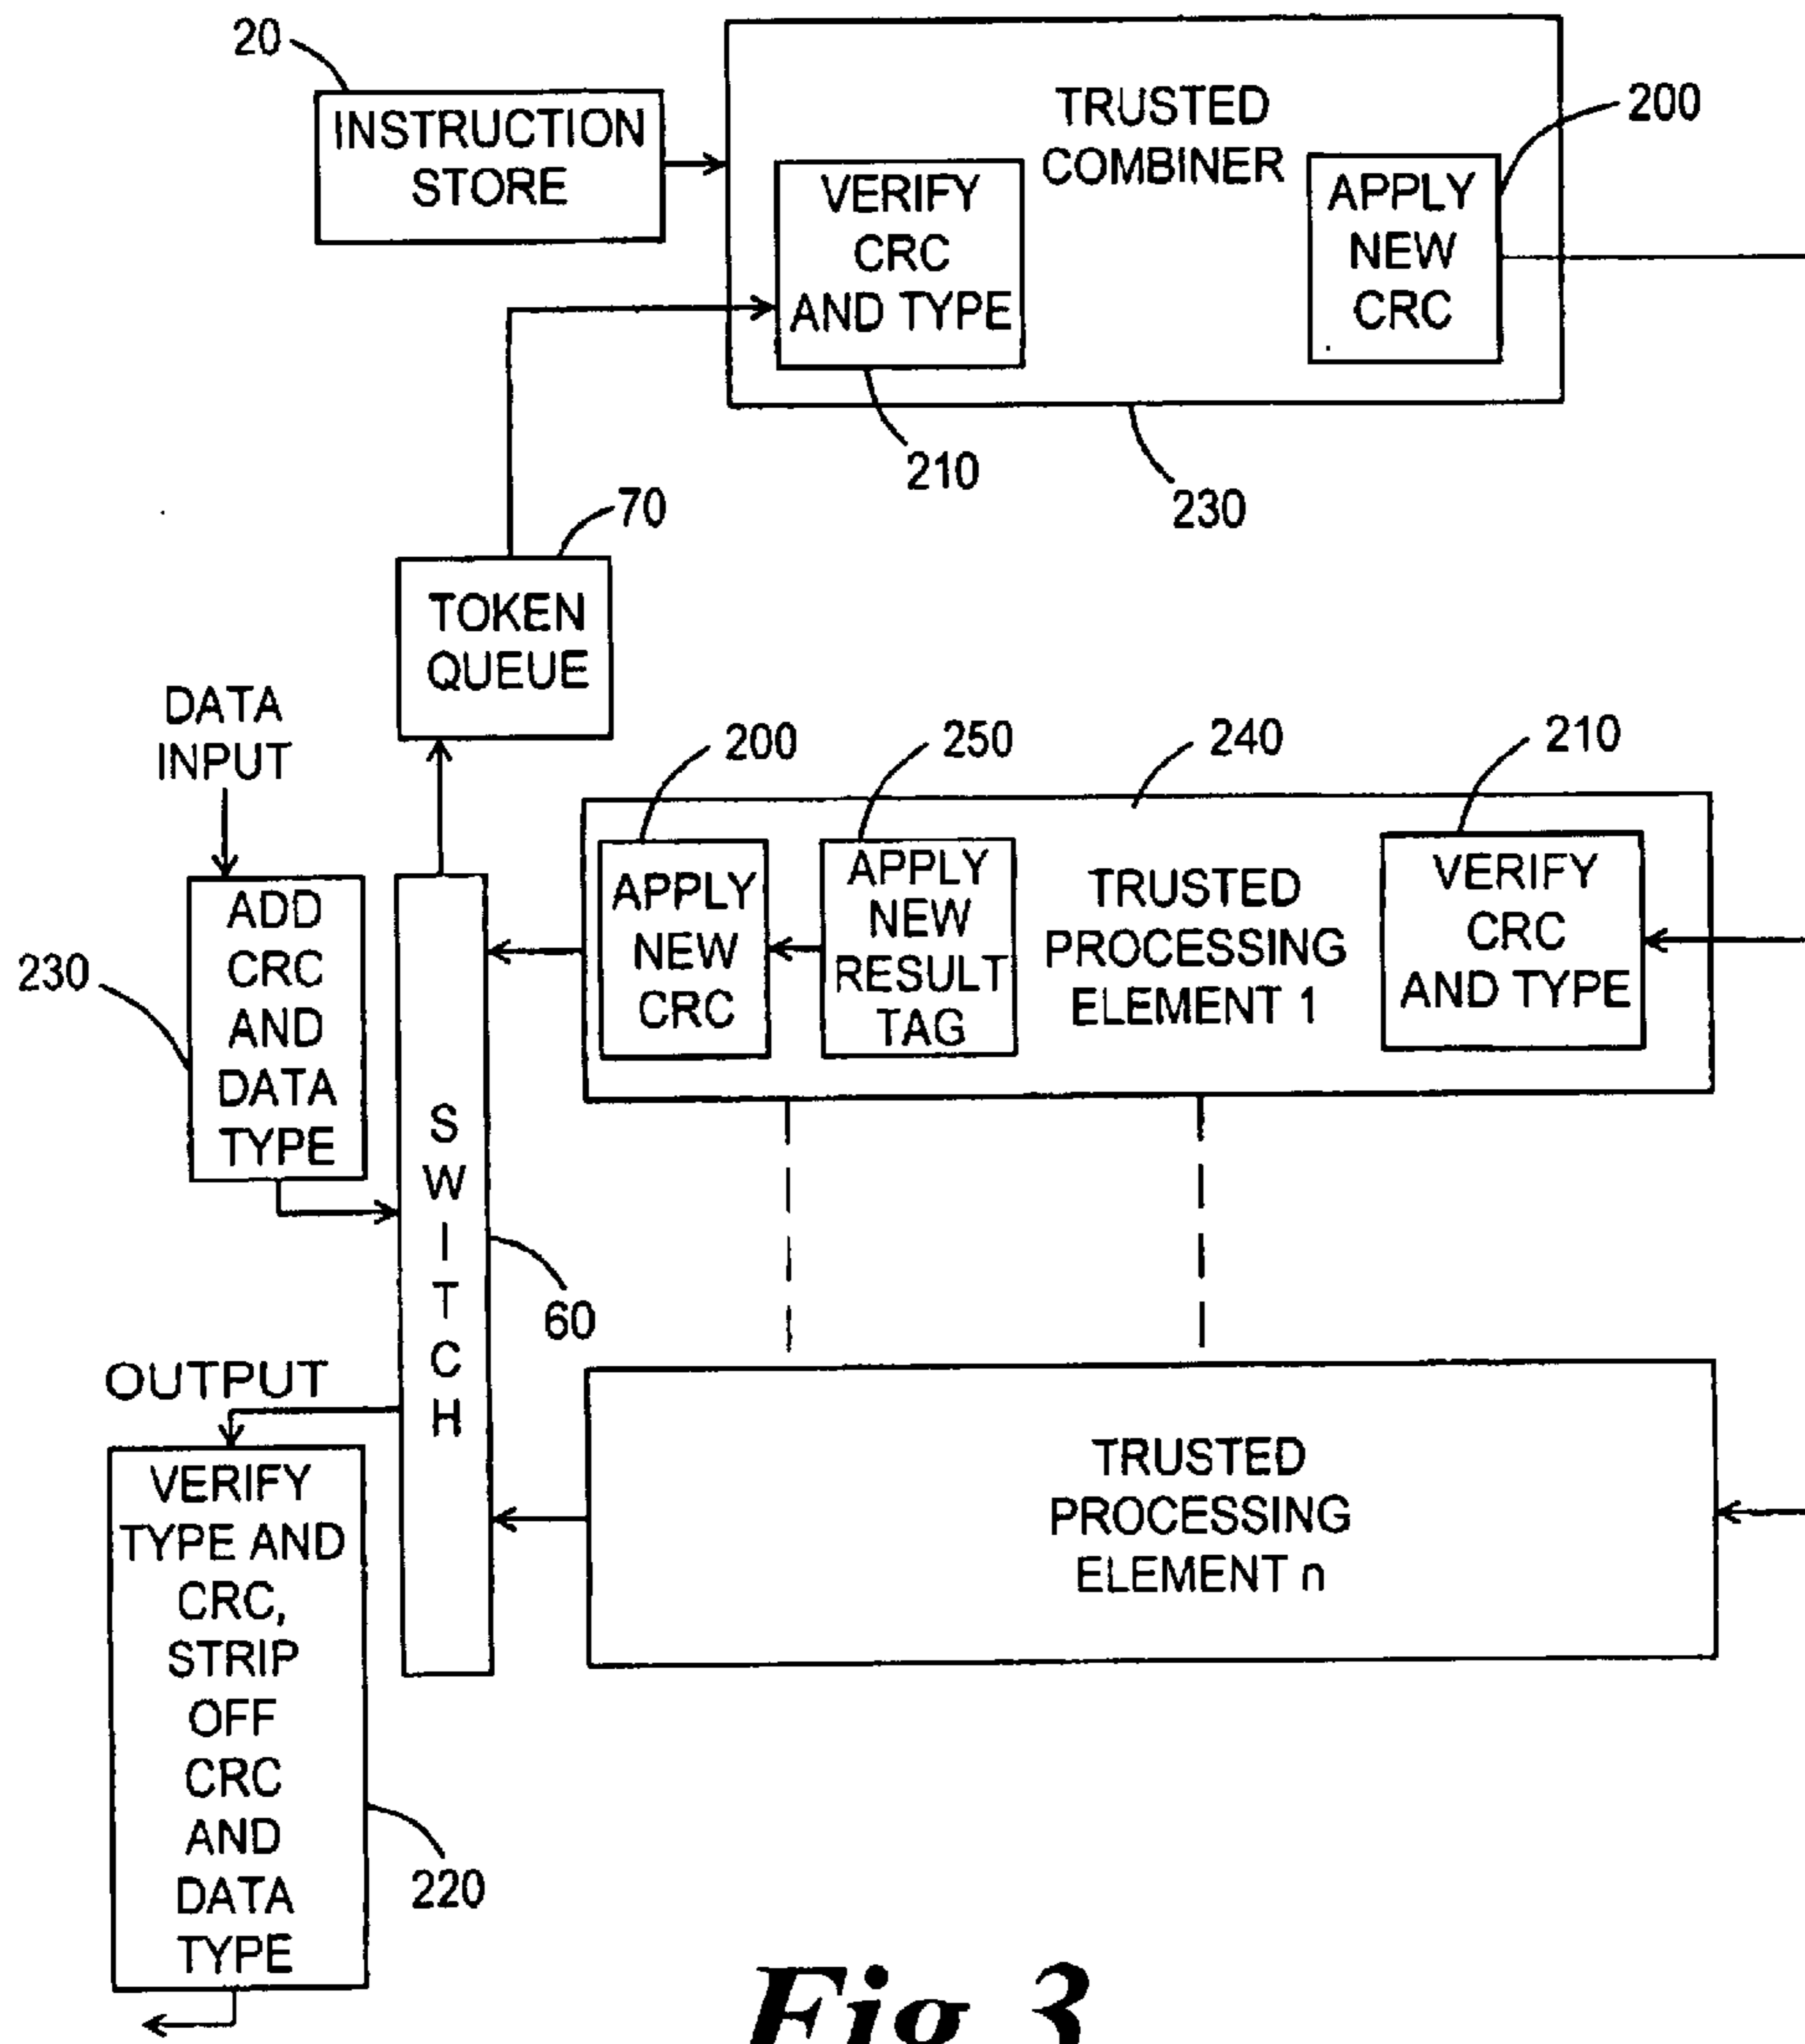 20
INSTRUCTION
STORE
TRUSTED
COMBINER
200
VERIFY
CRC
AND TYPE
APPLY
NEW
CRC
210
230
70
TOKEN
QUEUE
DATA
INPUT
200
250
240
210
ADD
CRC
AND
DATA
TYPE
230
APPLY
NEW
CRC
APPLY
NEW
RESULT
TAG
TRUSTED
PROCESSING
ELEMENT 1
VERIFY
CRC
AND TYPE
SWITCH
60
OUTPUT
VERIFY
TYPE AND
CRC,
STRIP
OFF
CRC
AND
DATA
TYPE
220
TRUSTED
PROCESSING
ELEMENT n
Fig 3